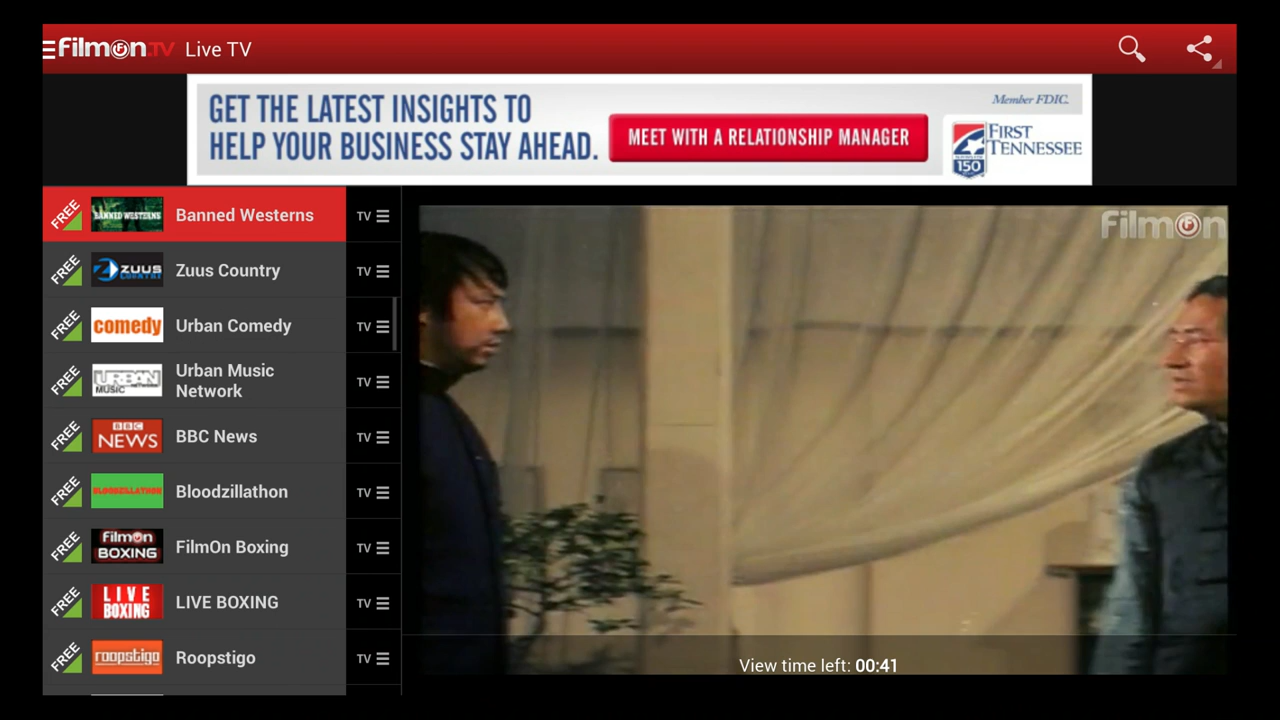 FilmOn.TV Live TV
GET THE LATEST INSIGHTS TO
HELP YOUR BUSINESS STAY AHEAD.
MEET WITH A RELATIONSHIP MANAGER
Member FDIC.
FIRST
TENNESSEE
150
FilmOn
FREE BANNED WESTERNS Banned Westerns TV
FREE ZUUS COUNTRY Zuus Country TV
FREE comedy Urban Comedy TV
FREE URBAN MUSIC NETWORK Urban Music
Network TV
FREE BBC NEWS BBC News TV
FREE BLOODZILLATHON Bloodzillathon TV
FREE filmOn BOXING FilmOn Boxing TV
FREE LIVE BOXING LIVE BOXING TV
FREE roopstigo Roopstigo TV
View time left: 00:41